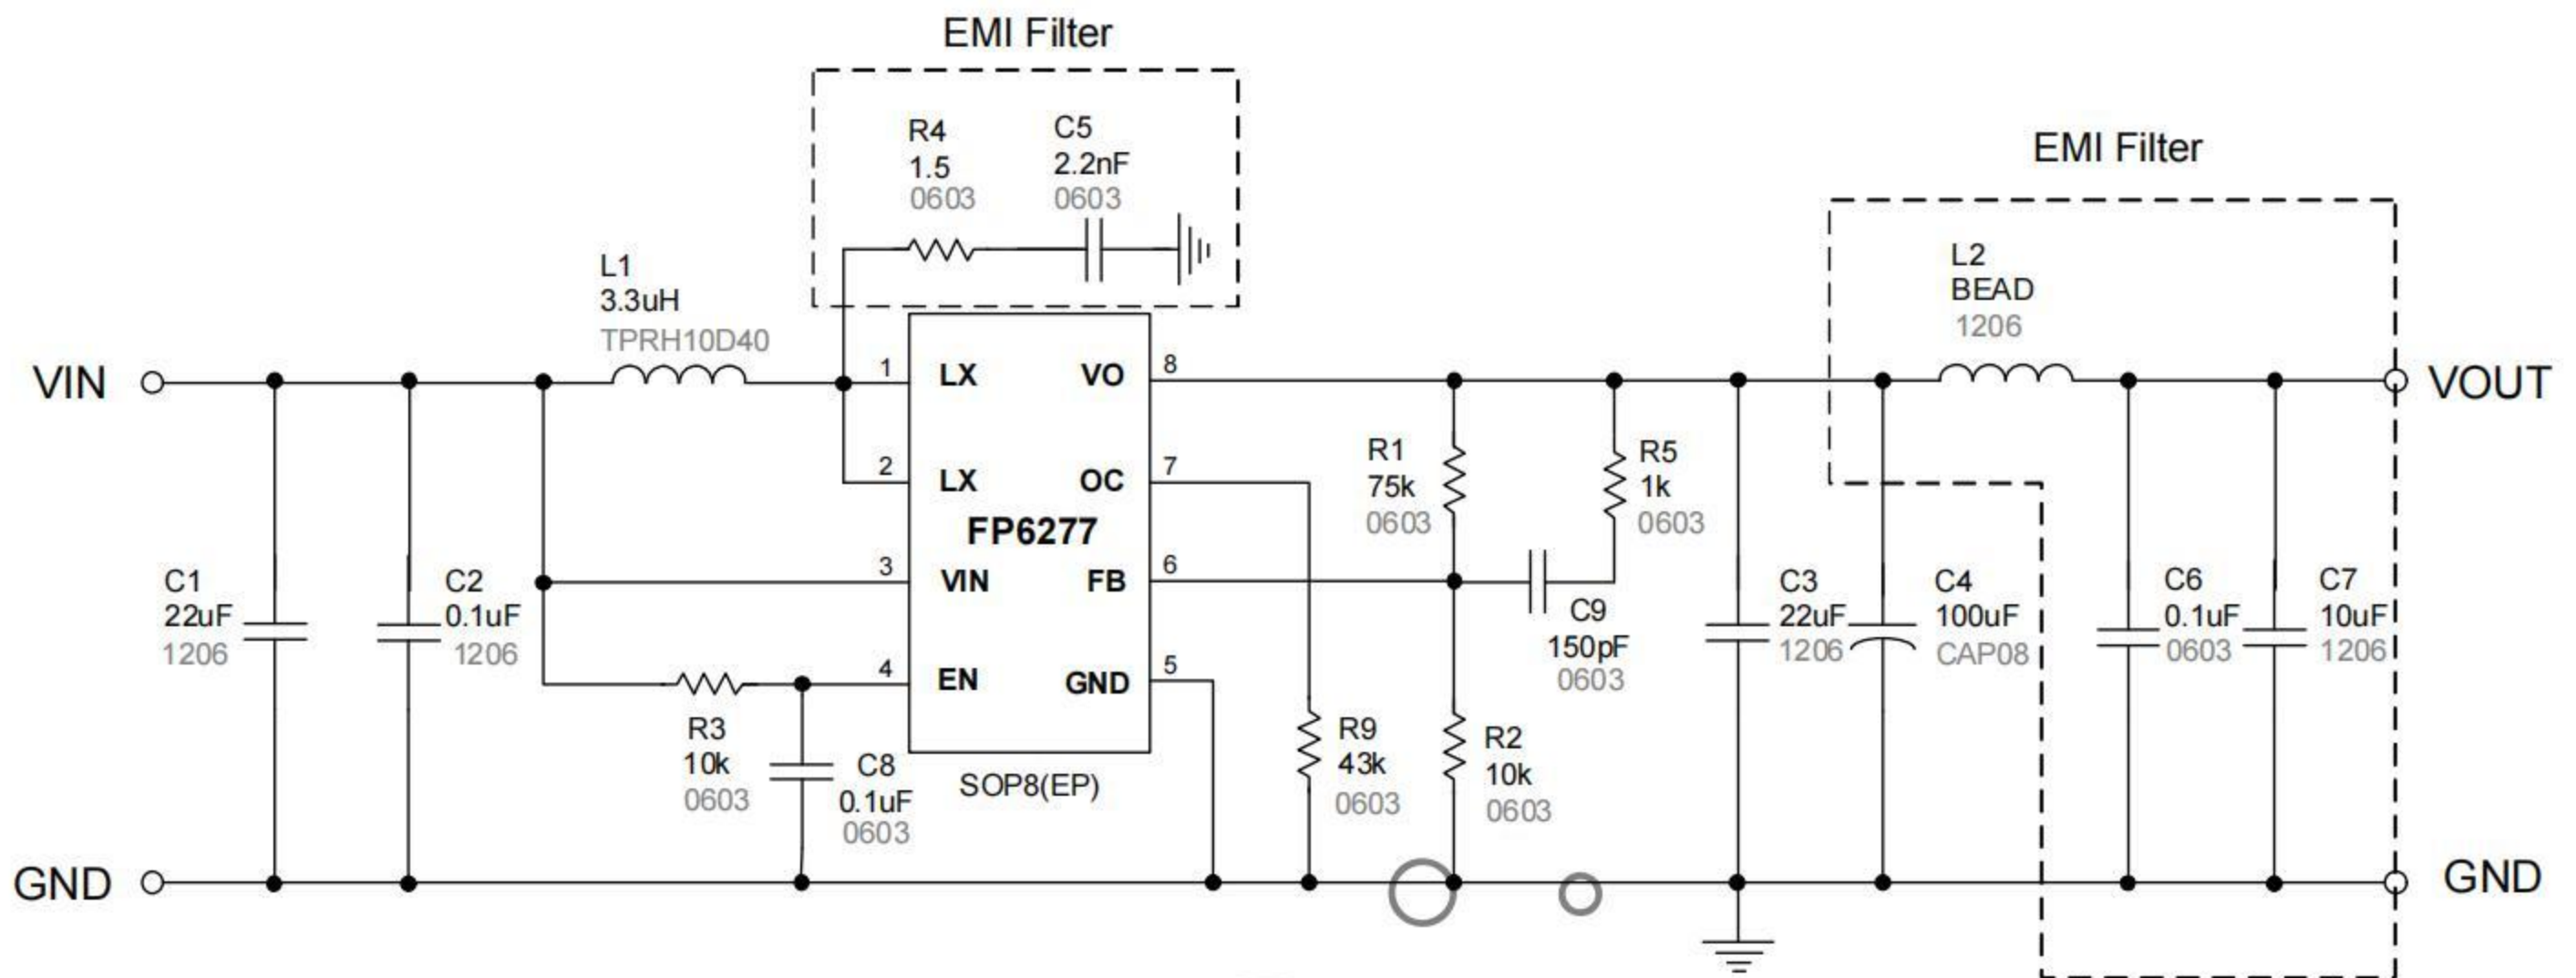 EMI Filter
R4
1.5
0603
C5
2.2nF
0603
EMI Filter
L1
3.3uH
TPRH10D40
L2
BEAD
1206
VIN
1
LX
VO
8
VOUT
2
LX
OC
7
FP6277
R1
75k
0603
R5
1k
0603
3
VIN
FB
6
C1
22uF
1206
C2
0.1uF
1206
C9
150pF
0603
C3
22uF
1206
C4
100uF
CAP08
C6
0.1uF
0603
C7
10uF
1206
4
EN
GND
5
R3
10k
0603
C8
0.1uF
0603
SOP8(EP)
R9
43k
0603
R2
10k
0603
GND
GND